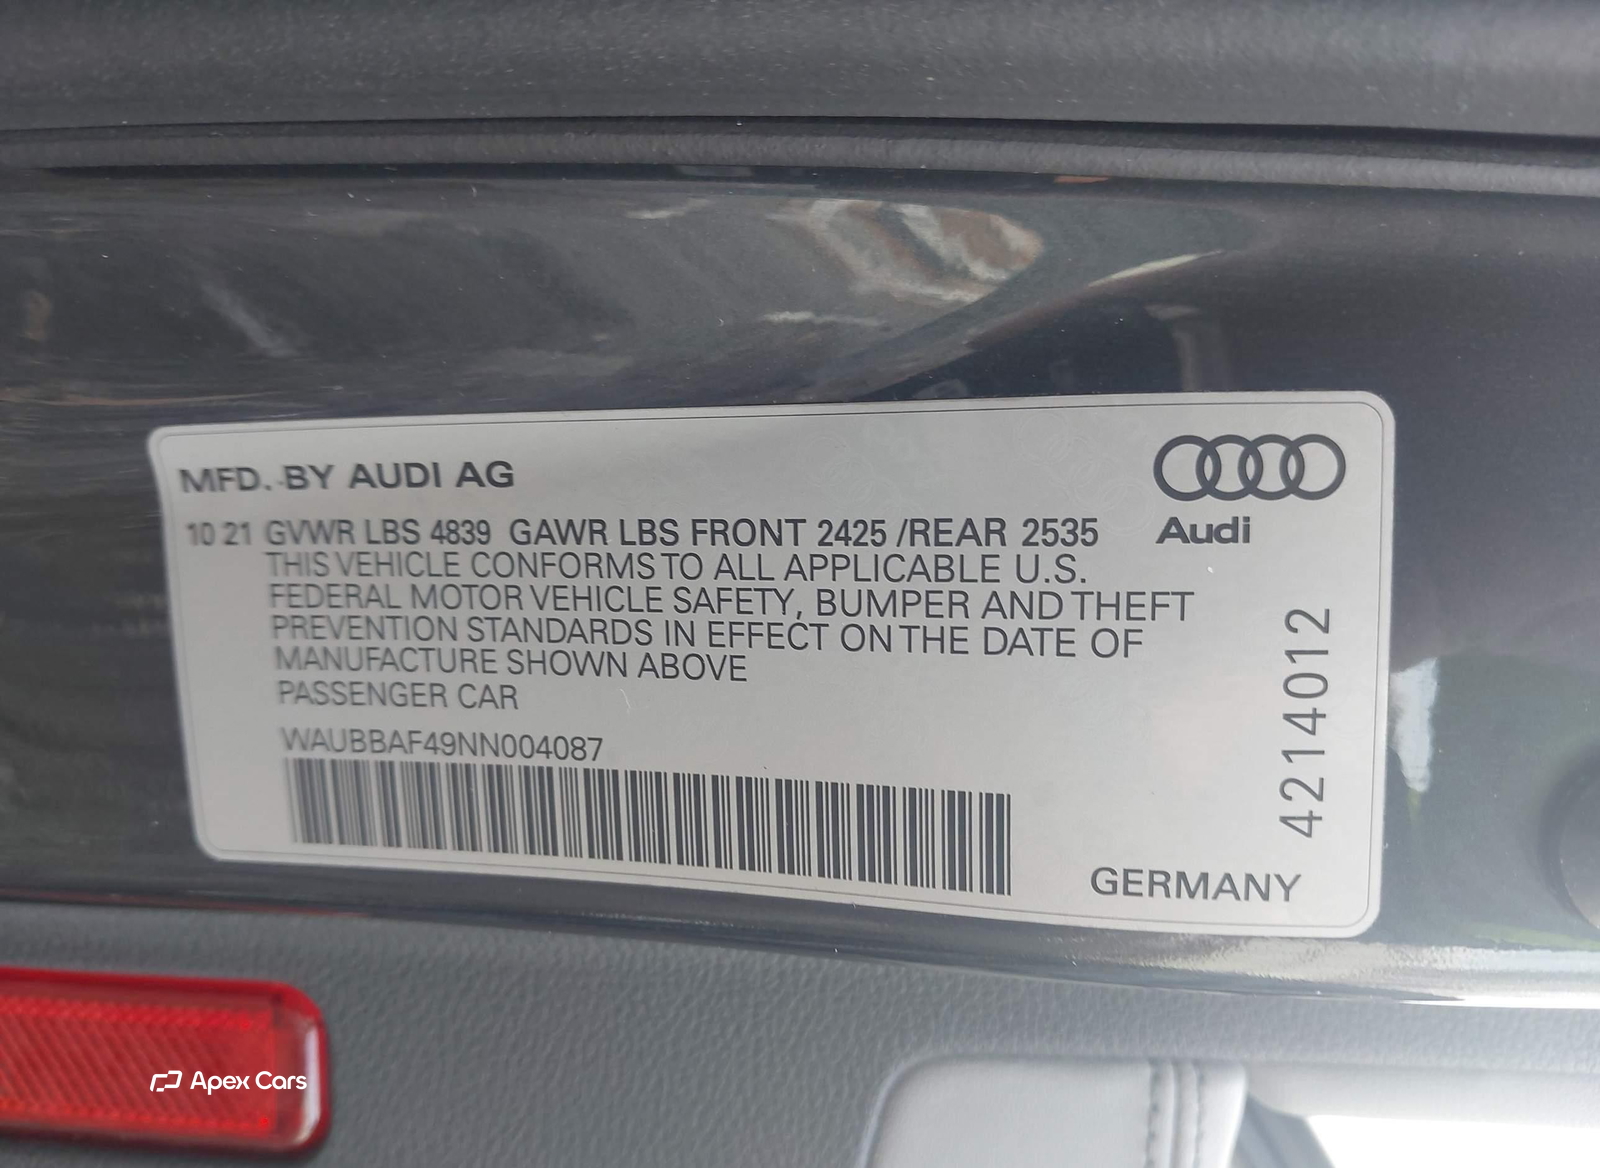 MFD. BY AUDI AG
Audi
10 21 GVWR LBS 4839 GAWR LBS FRONT 2425 /REAR 2535
THIS VEHICLE CONFORMS TO ALL APPLICABLE U.S.
FEDERAL MOTOR VEHICLE SAFETY, BUMPER AND THEFT
PREVENTION STANDARDS IN EFFECT ON THE DATE OF
MANUFACTURE SHOWN ABOVE
PASSENGER CAR
WAUBBAF49NN004087
4214012
GERMANY
Apex Cars